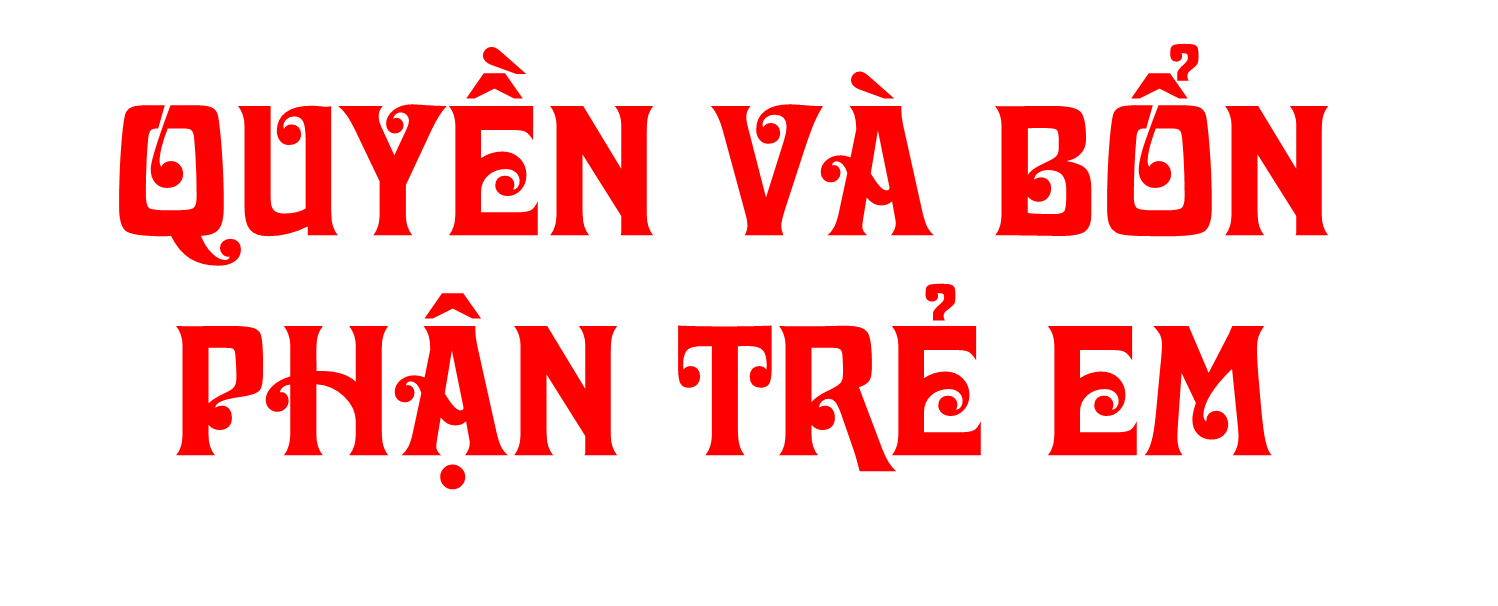 QUYỀN VÀ BỔN
PHẬN TRẺ EM